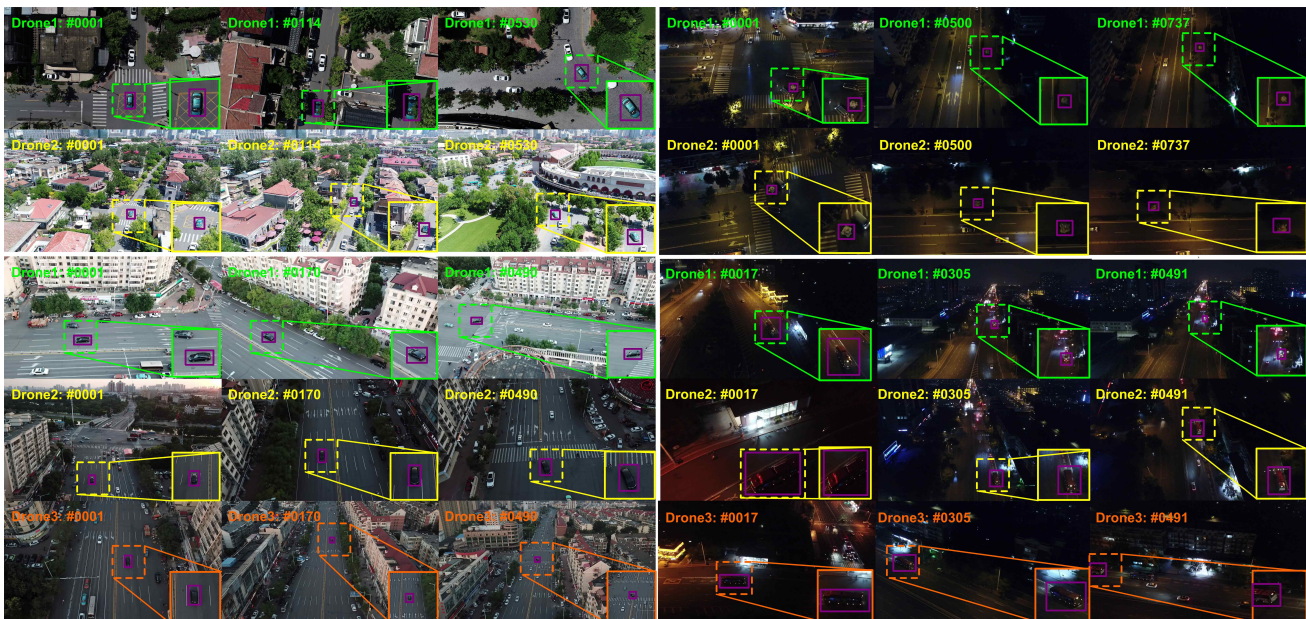 Drone1: #0001 Drone1: #0114 Drone1: #0530
Drone2: #0001 Drone2: #0114 Drone2: #0530
Drone1: #0001 Drone1: #0170 Drone1: #0490
Drone2: #0001 Drone2: #0170 Drone2: #0490
Drone3: #0001 Drone3: #0170 Drone2: #0490
Drone1: #0001 Drone1: #0500 Drone1: #0737
Drone2: #0001 Drone2: #0500 Drone2: #0737
Drone1: #0017 Drone1: #0305 Drone1: #0491
Drone2: #0017 Drone2: #0305 Drone2: #0491
Drone3: #0017 Drone3: #0305 Drone3: #0491